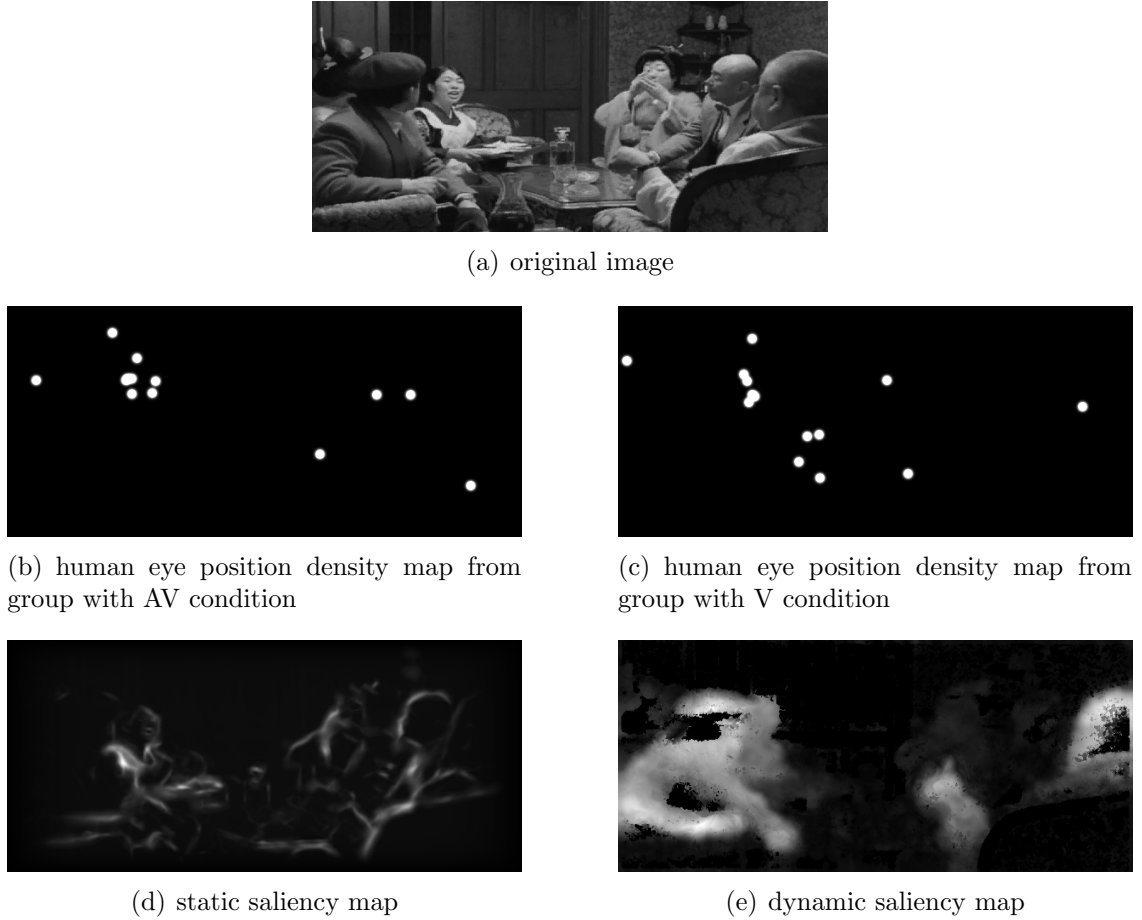 (a) original image
(b) human eye position density map from
group with AV condition
(c) human eye position density map from
group with V condition
(d) static saliency map
(e) dynamic saliency map